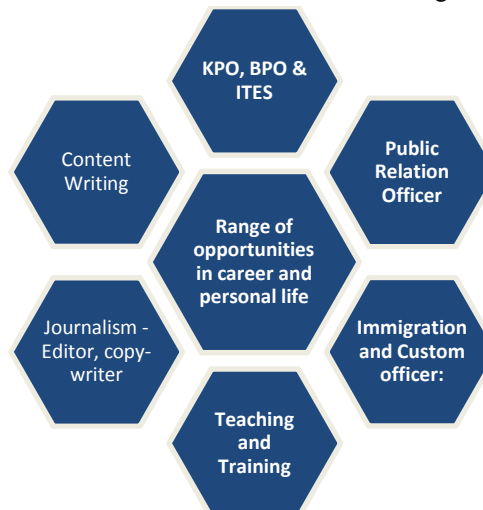 KPO, BPO &
ITES
Public
Relation
Officer
Immigration
and Custom
officer:
Teaching
and
Training
Journalism -
Editor, copy-
writer
Content
Writing
Range of
opportunities
in career and
personal life